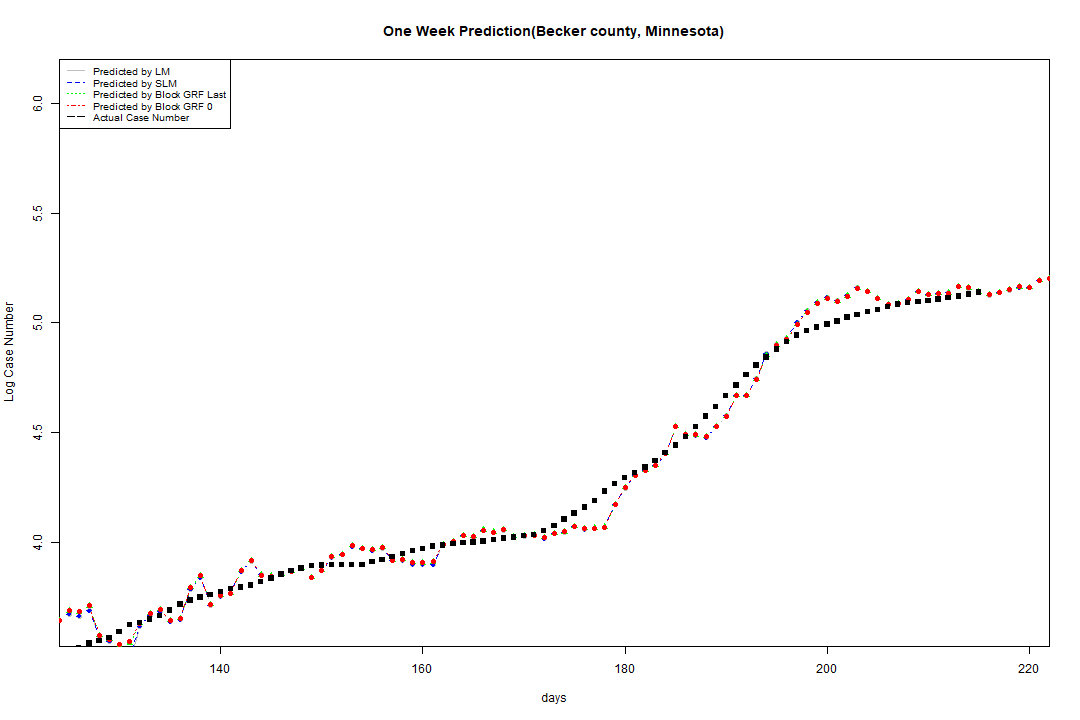 One Week Prediction(Becker county, Minnesota)
Predicted by LM
Predicted by SLM
Predicted by Block GRF Last
Predicted by Block GRF 0
Actual Case Number
6.0
5.5
5.0
4.5
4.0
Log Case Number
140 160 180 200 220
days